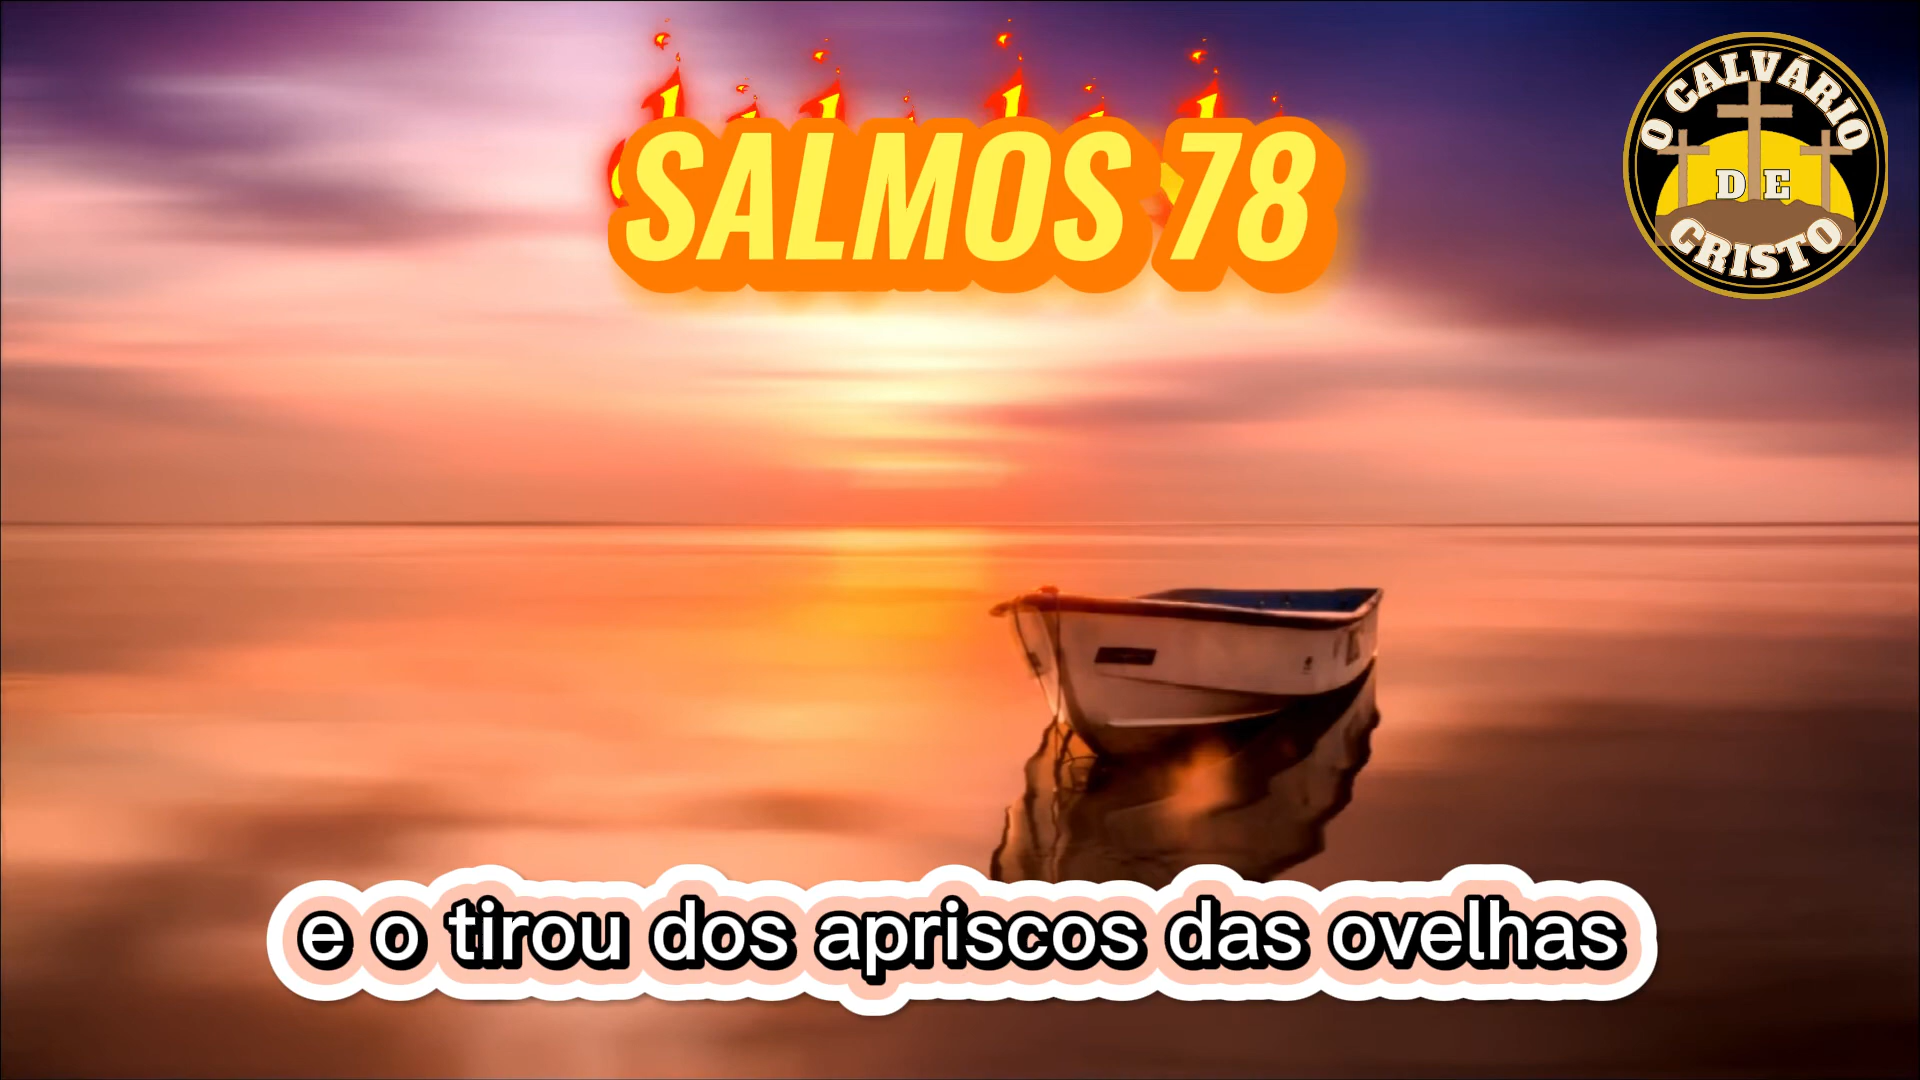 SALMOS 78
O CALVÁRIO
DE
CRISTO
e o tirou dos apriscos das ovelhas